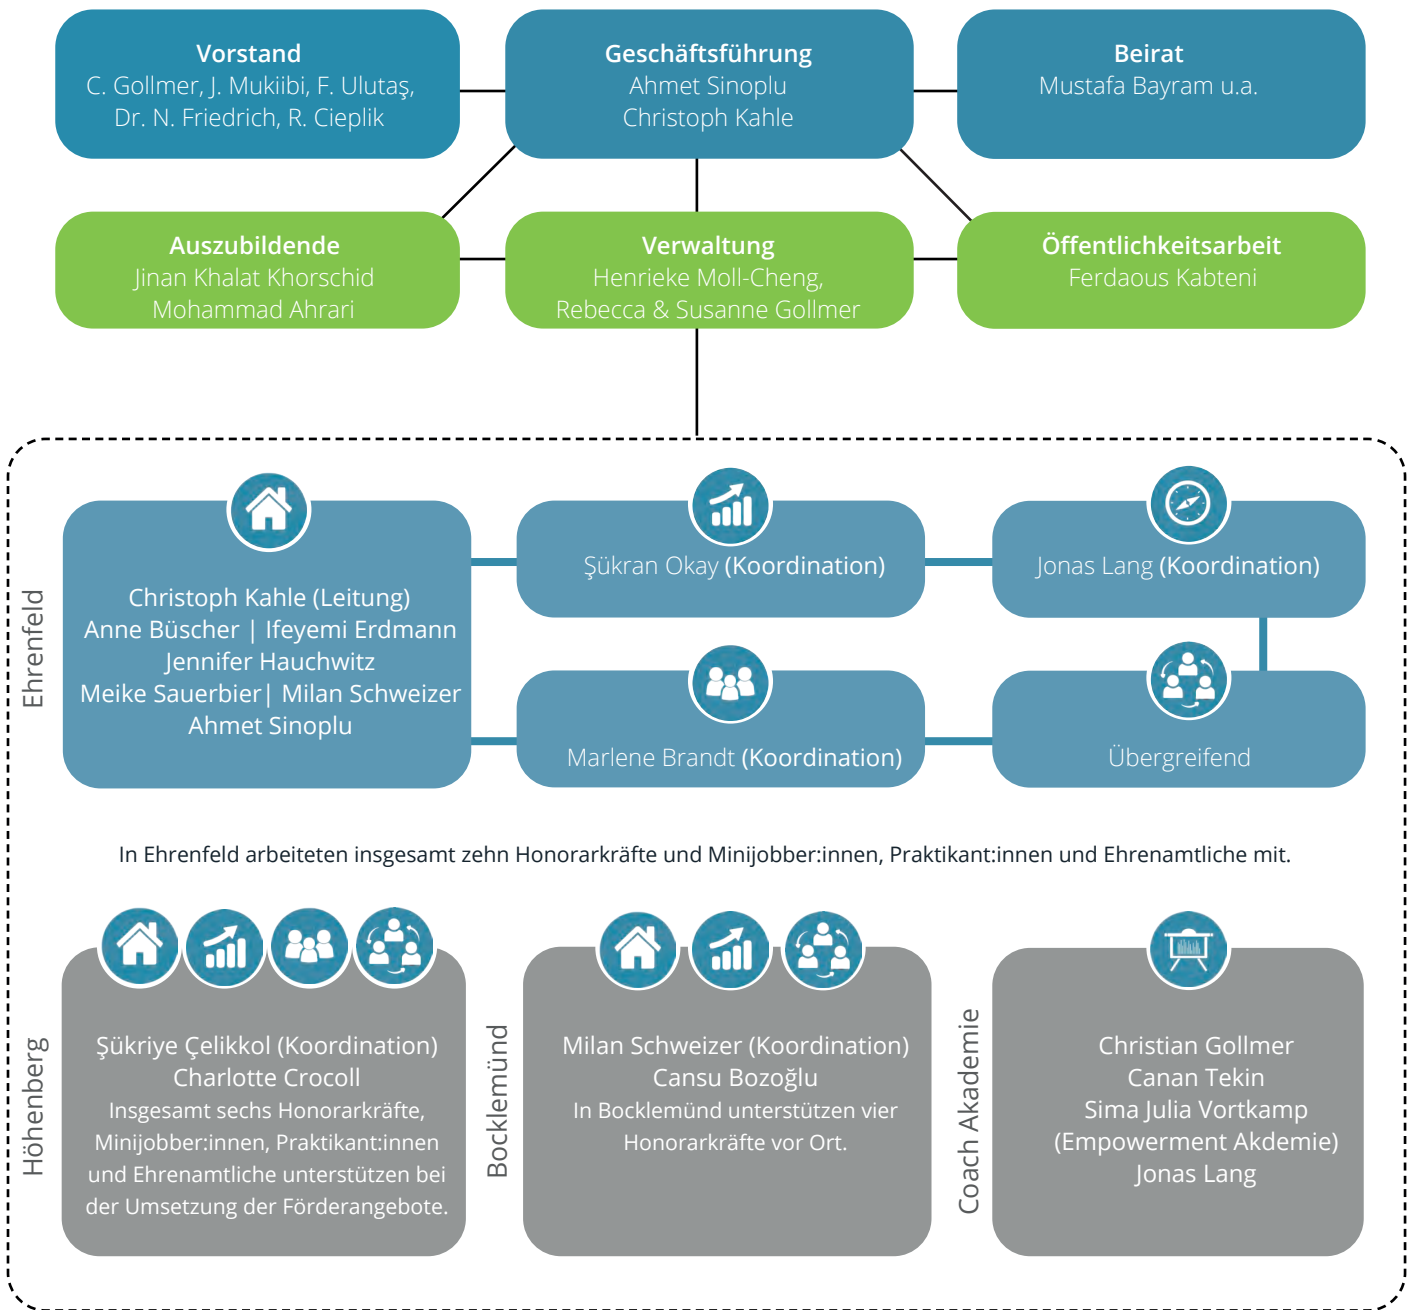 Vorstand
C. Gollmer, J. Mukiibi, F. Ulutaş,
Dr. N. Friedrich, R. Cieplik
Geschäftsführung
Ahmet Sinoplu
Christoph Kahle
Beirat
Mustafa Bayram u.a.
Auszubildende
Jinan Khalat Khorschid
Mohammad Ahrari
Verwaltung
Henrieke Moll-Cheng,
Rebecca & Susanne Gollmer
Öffentlichkeitsarbeit
Ferdaous Kabteni
Ehrenfeld
Christoph Kahle (Leitung)
Anne Büscher | Ifeyemi Erdmann
Jennifer Hauchwitz
Meike Sauerbier| Milan Schweizer
Ahmet Sinoplu
Şükran Okay (Koordination)
Jonas Lang (Koordination)
Marlene Brandt (Koordination)
Übergreifend
In Ehrenfeld arbeiteten insgesamt zehn Honorarkräfte und Minijobber:innen, Praktikant:innen und Ehrenamtliche mit.
Höhenberg
Şükriye Çelikkol (Koordination)
Charlotte Crocoll
Insgesamt sechs Honorarkräfte,
Minijobber:innen, Praktikant:innen
und Ehrenamtliche unterstützen bei
der Umsetzung der Förderangebote.
Bocklemünd
Milan Schweizer (Koordination)
Cansu Bozoğlu
In Bocklemünd unterstützen vier
Honorarkräfte vor Ort.
Coach Akademie
Christian Gollmer
Canan Tekin
Sima Julia Vortkamp
(Empowerment Akdemie)
Jonas Lang